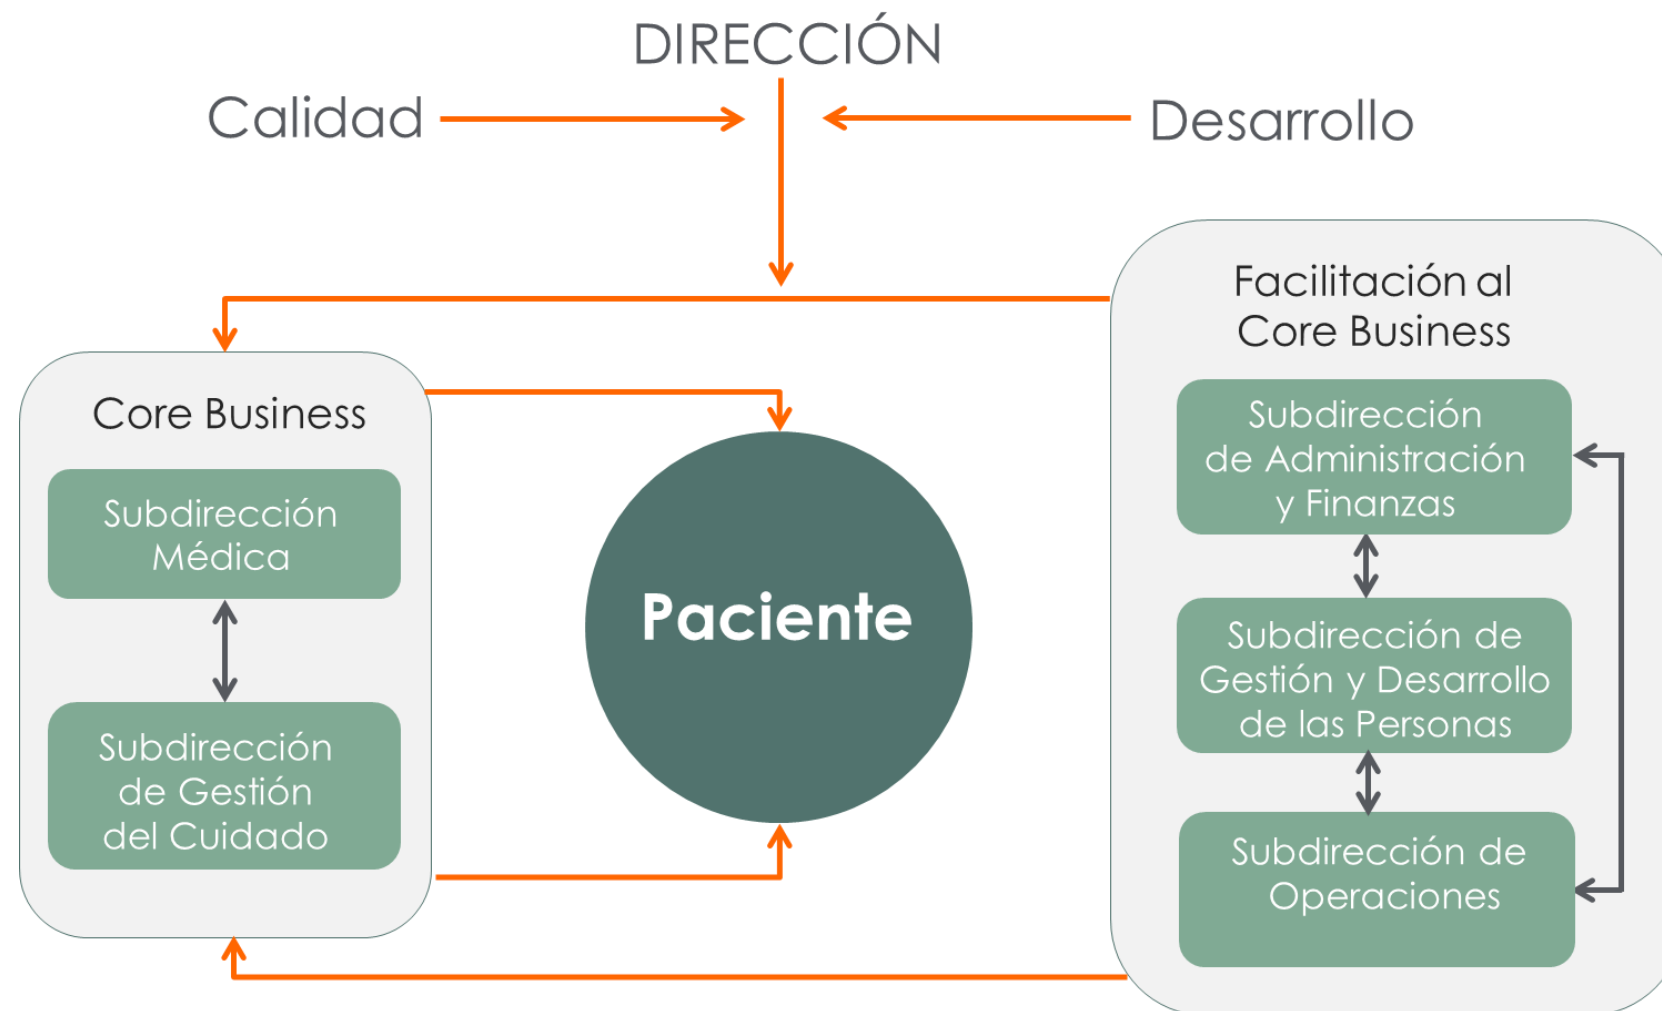 DIRECCIÓN
Calidad
Desarrollo
Facilitación al
Core Business
Subdirección
de Administración
y Finanzas
Subdirección de
Gestión y Desarrollo
de las Personas
Subdirección de
Operaciones
Core Business
Subdirección
Médica
Subdirección
de Gestión
del Cuidado
Paciente